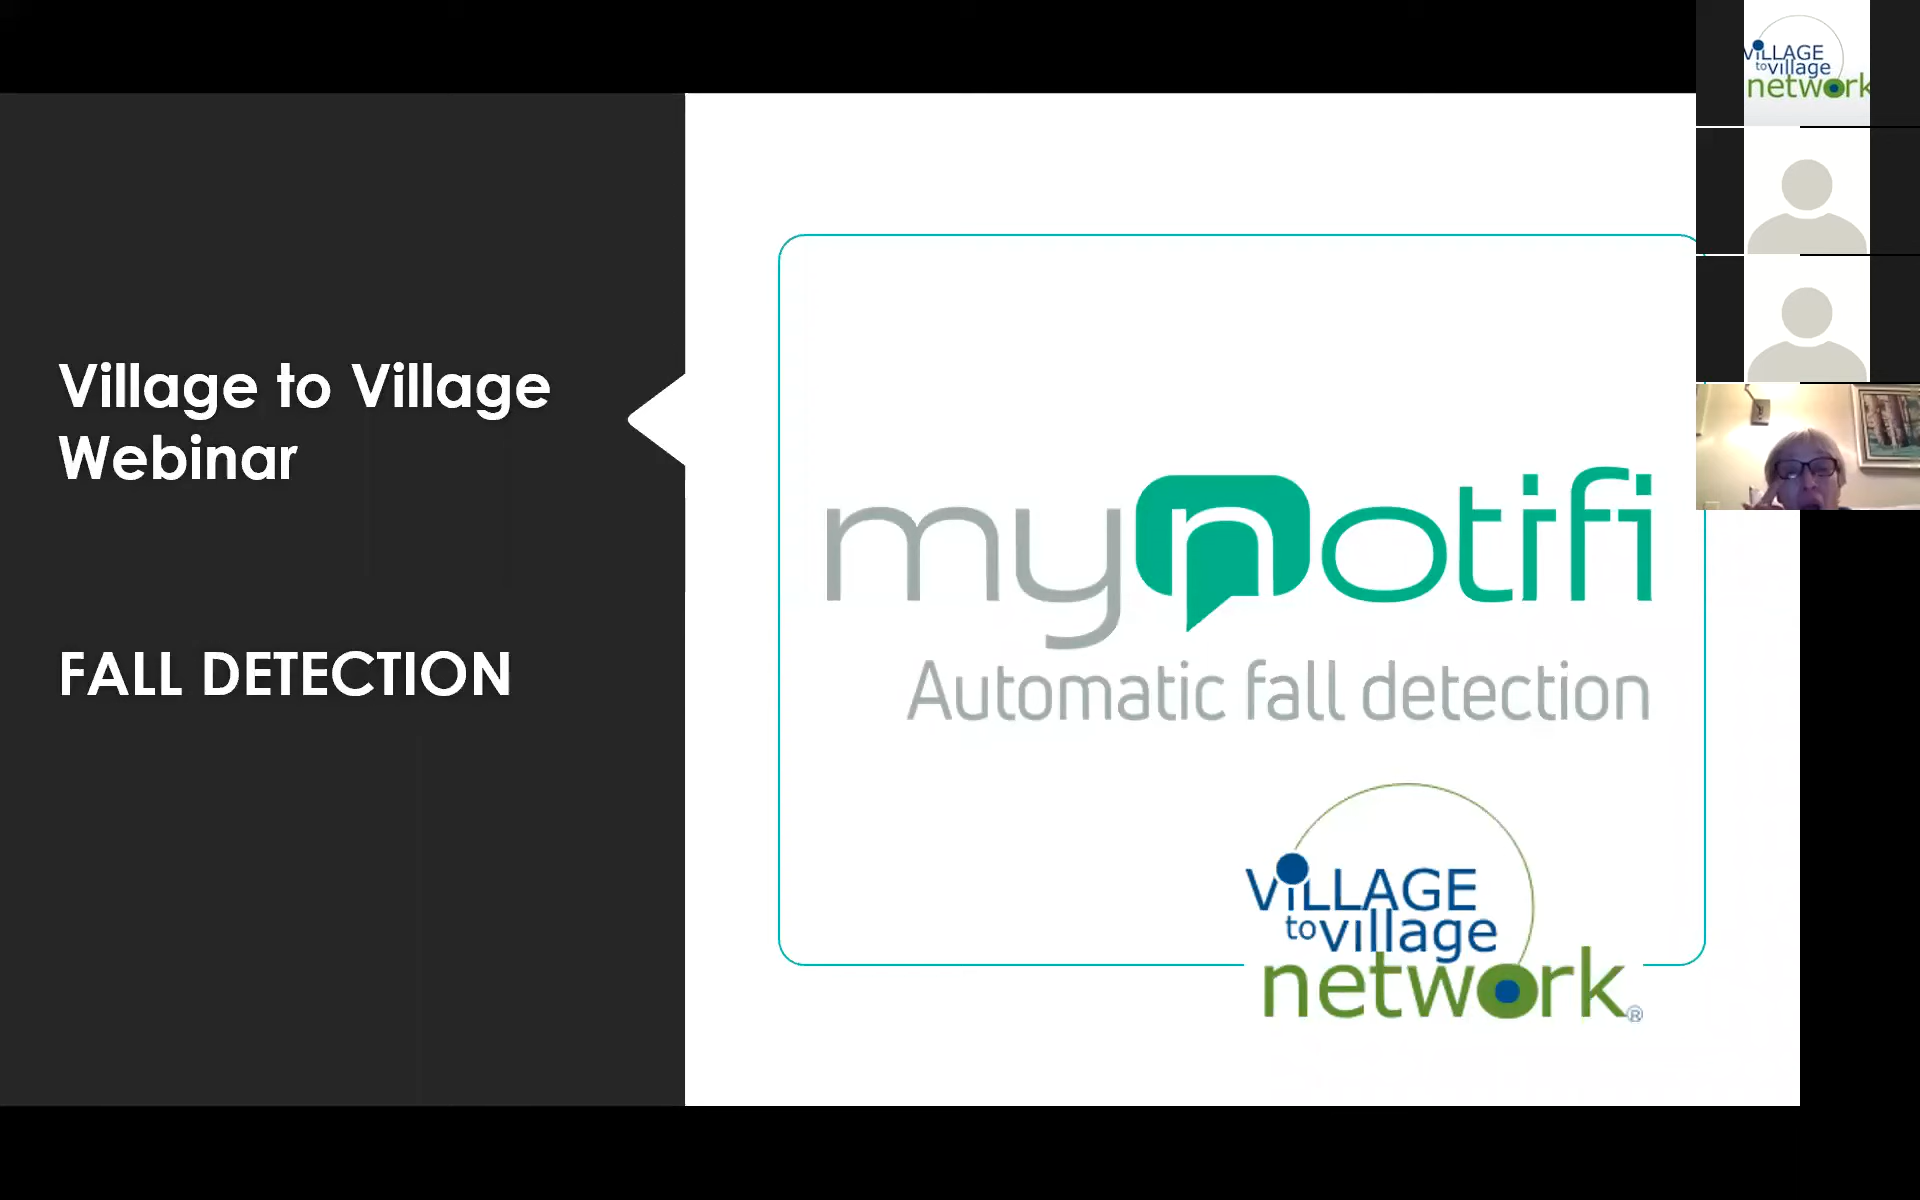 Village to Village
Webinar
FALL DETECTION
mynotifi
Automatic fall detection
ViLLAGE
to village
network®
ViLLAGE
to village
network